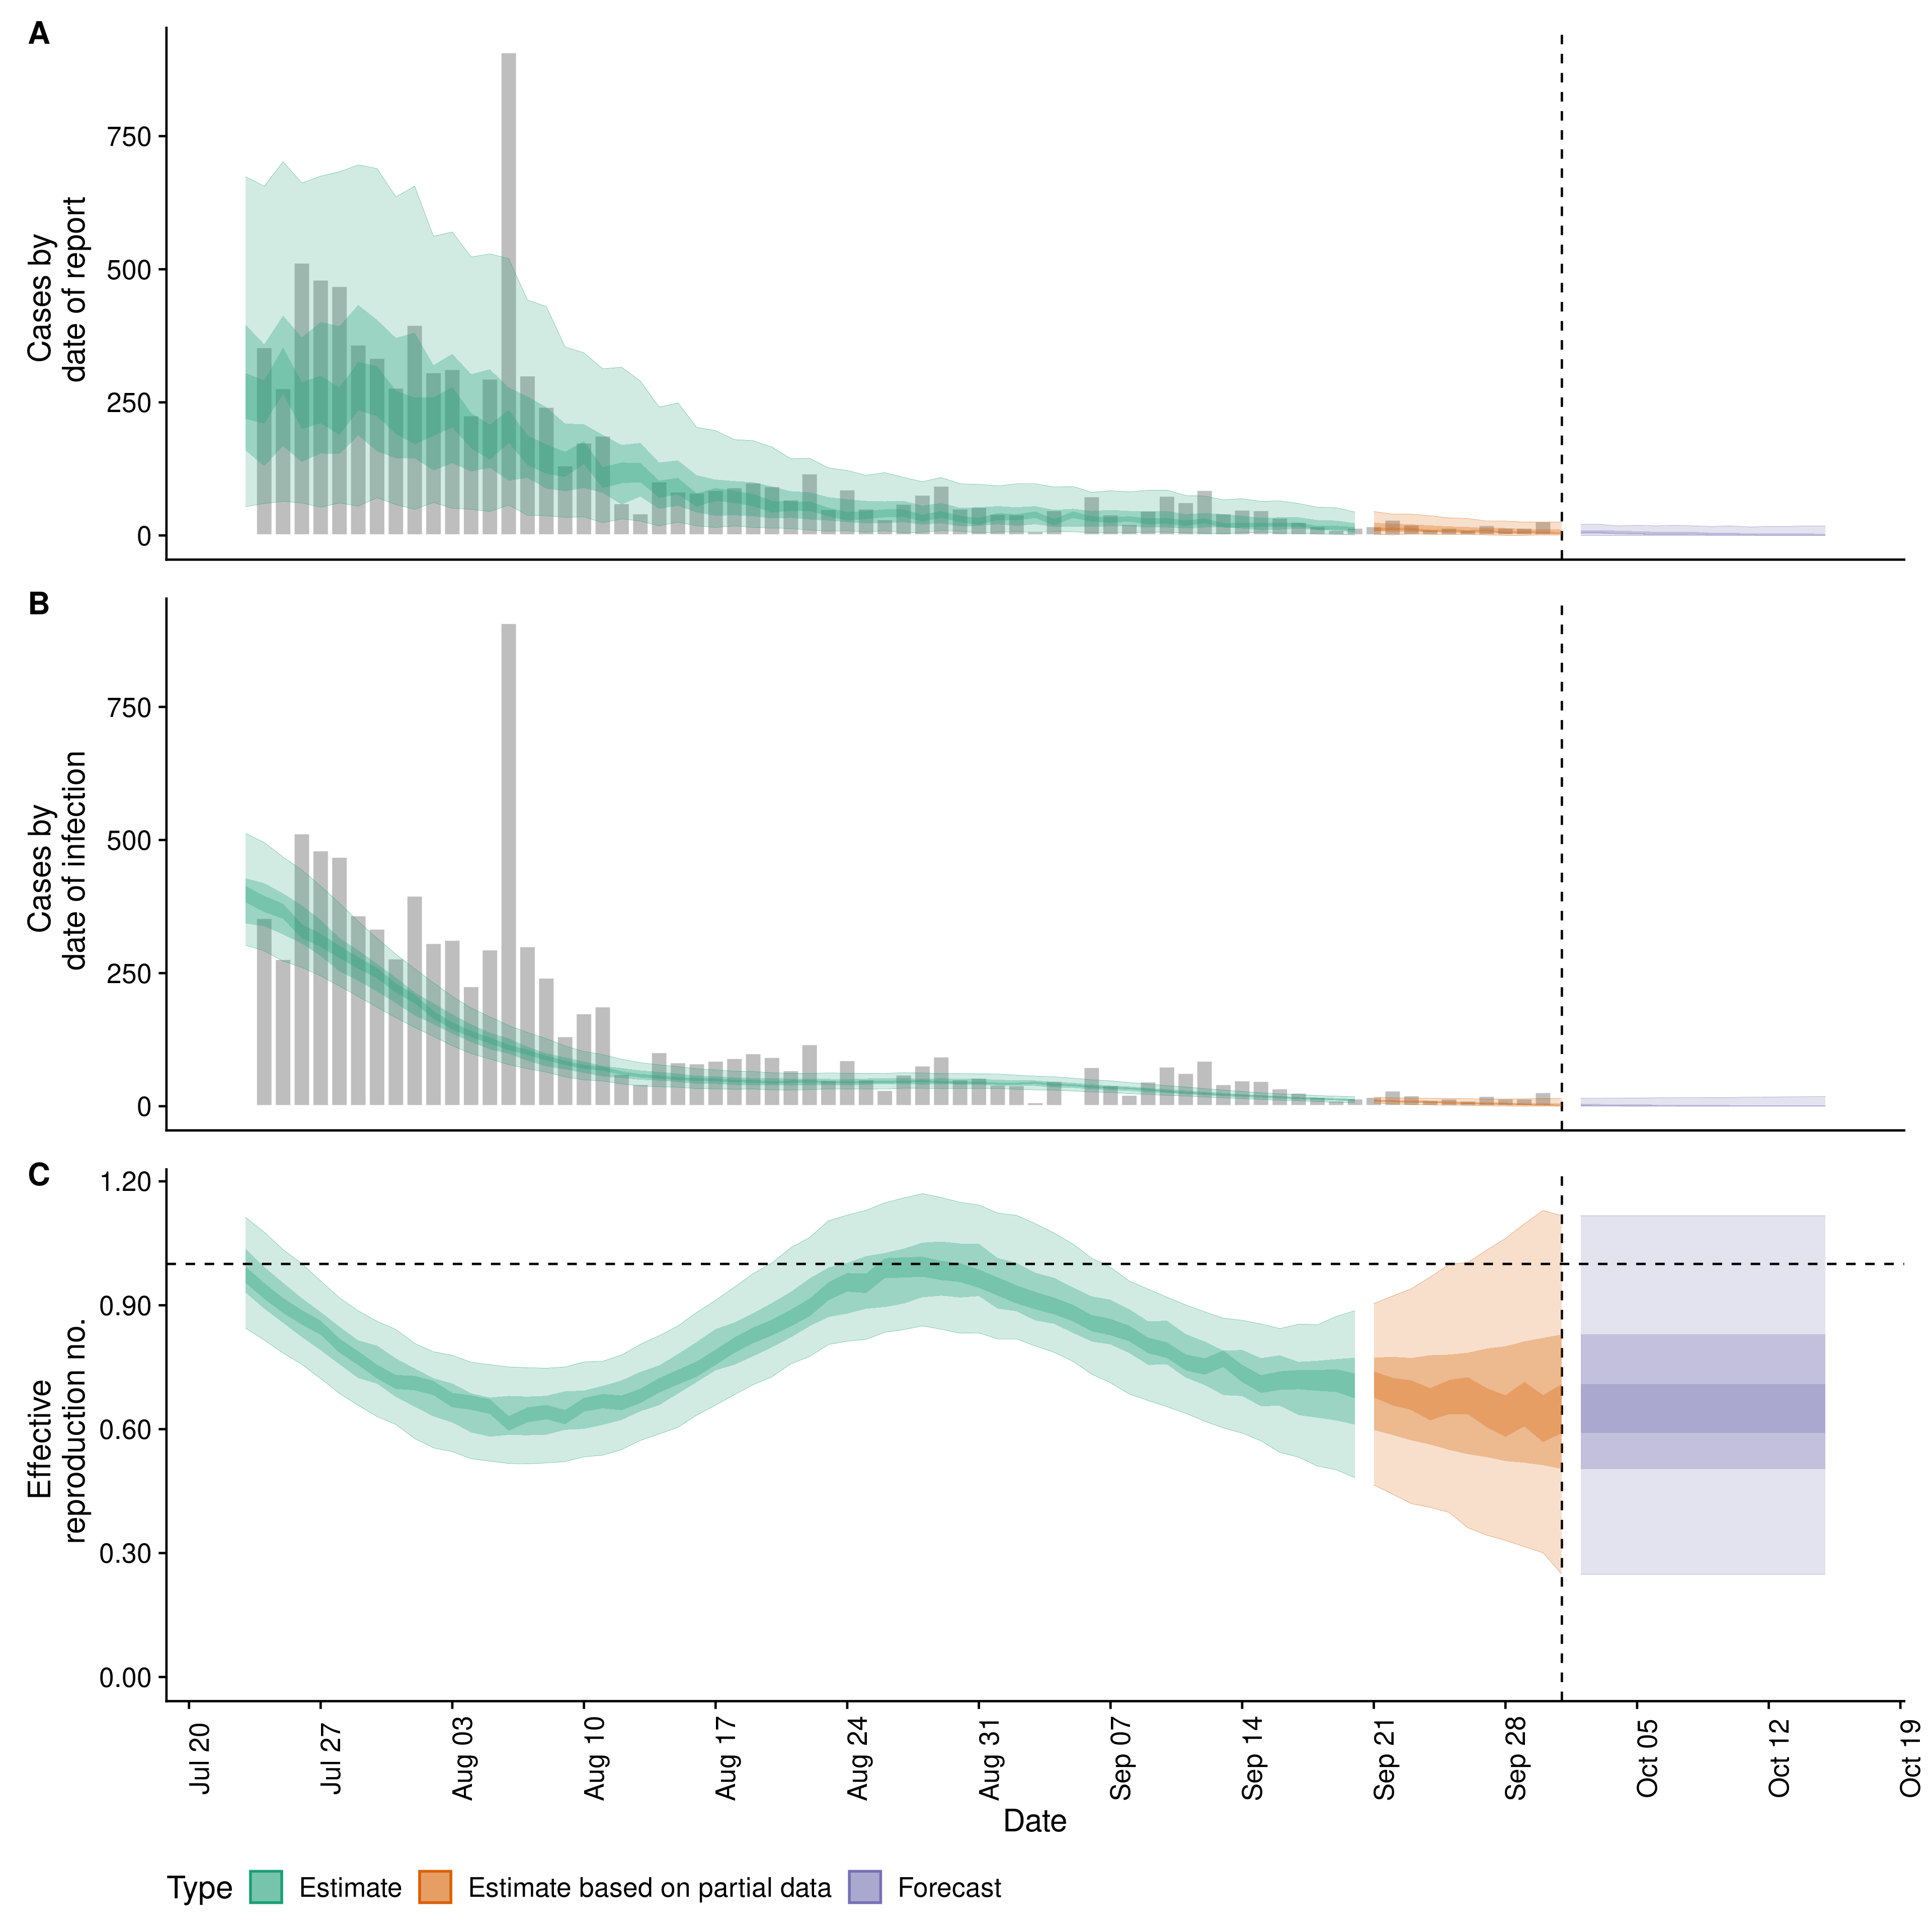 A
Cases by
date of report
750
500
250
0
B
Cases by
date of infection
750
500
250
0
C
Effective
reproduction no.
1.20
0.90
0.60
0.30
0.00
Jul 20
Jul 27
Aug 03
Aug 10
Aug 17
Aug 24
Aug 31
Sep 07
Sep 14
Sep 21
Sep 28
Oct 05
Oct 12
Oct 19
Date
Type Estimate Estimate based on partial data Forecast